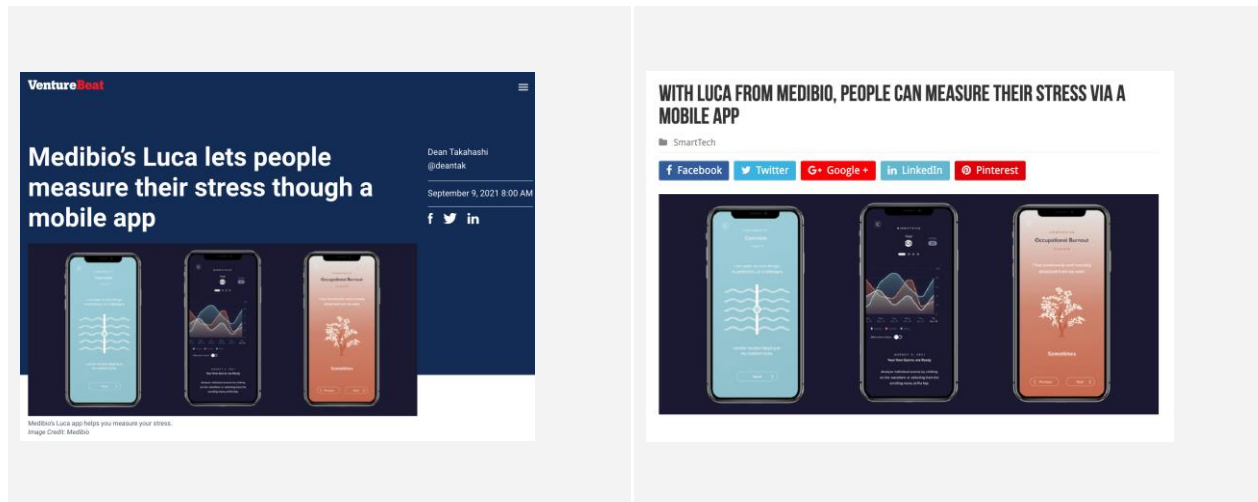 VentureBeat
Medibio's Luca lets people
measure their stress though a
mobile app
Dean Takahashi
@deantak
September 9, 2021 8:00 AM
Occupational Burnout
Sometimes
Medibio's Luca app helps you measure your stress.
Image Credit: Medibio
WITH LUCA FROM MEDIBIO, PEOPLE CAN MEASURE THEIR STRESS VIA A
MOBILE APP
SmartTech
Facebook
Twitter
G+ Google +
in LinkedIn
Pinterest
Occupational Burnout
Sometimes